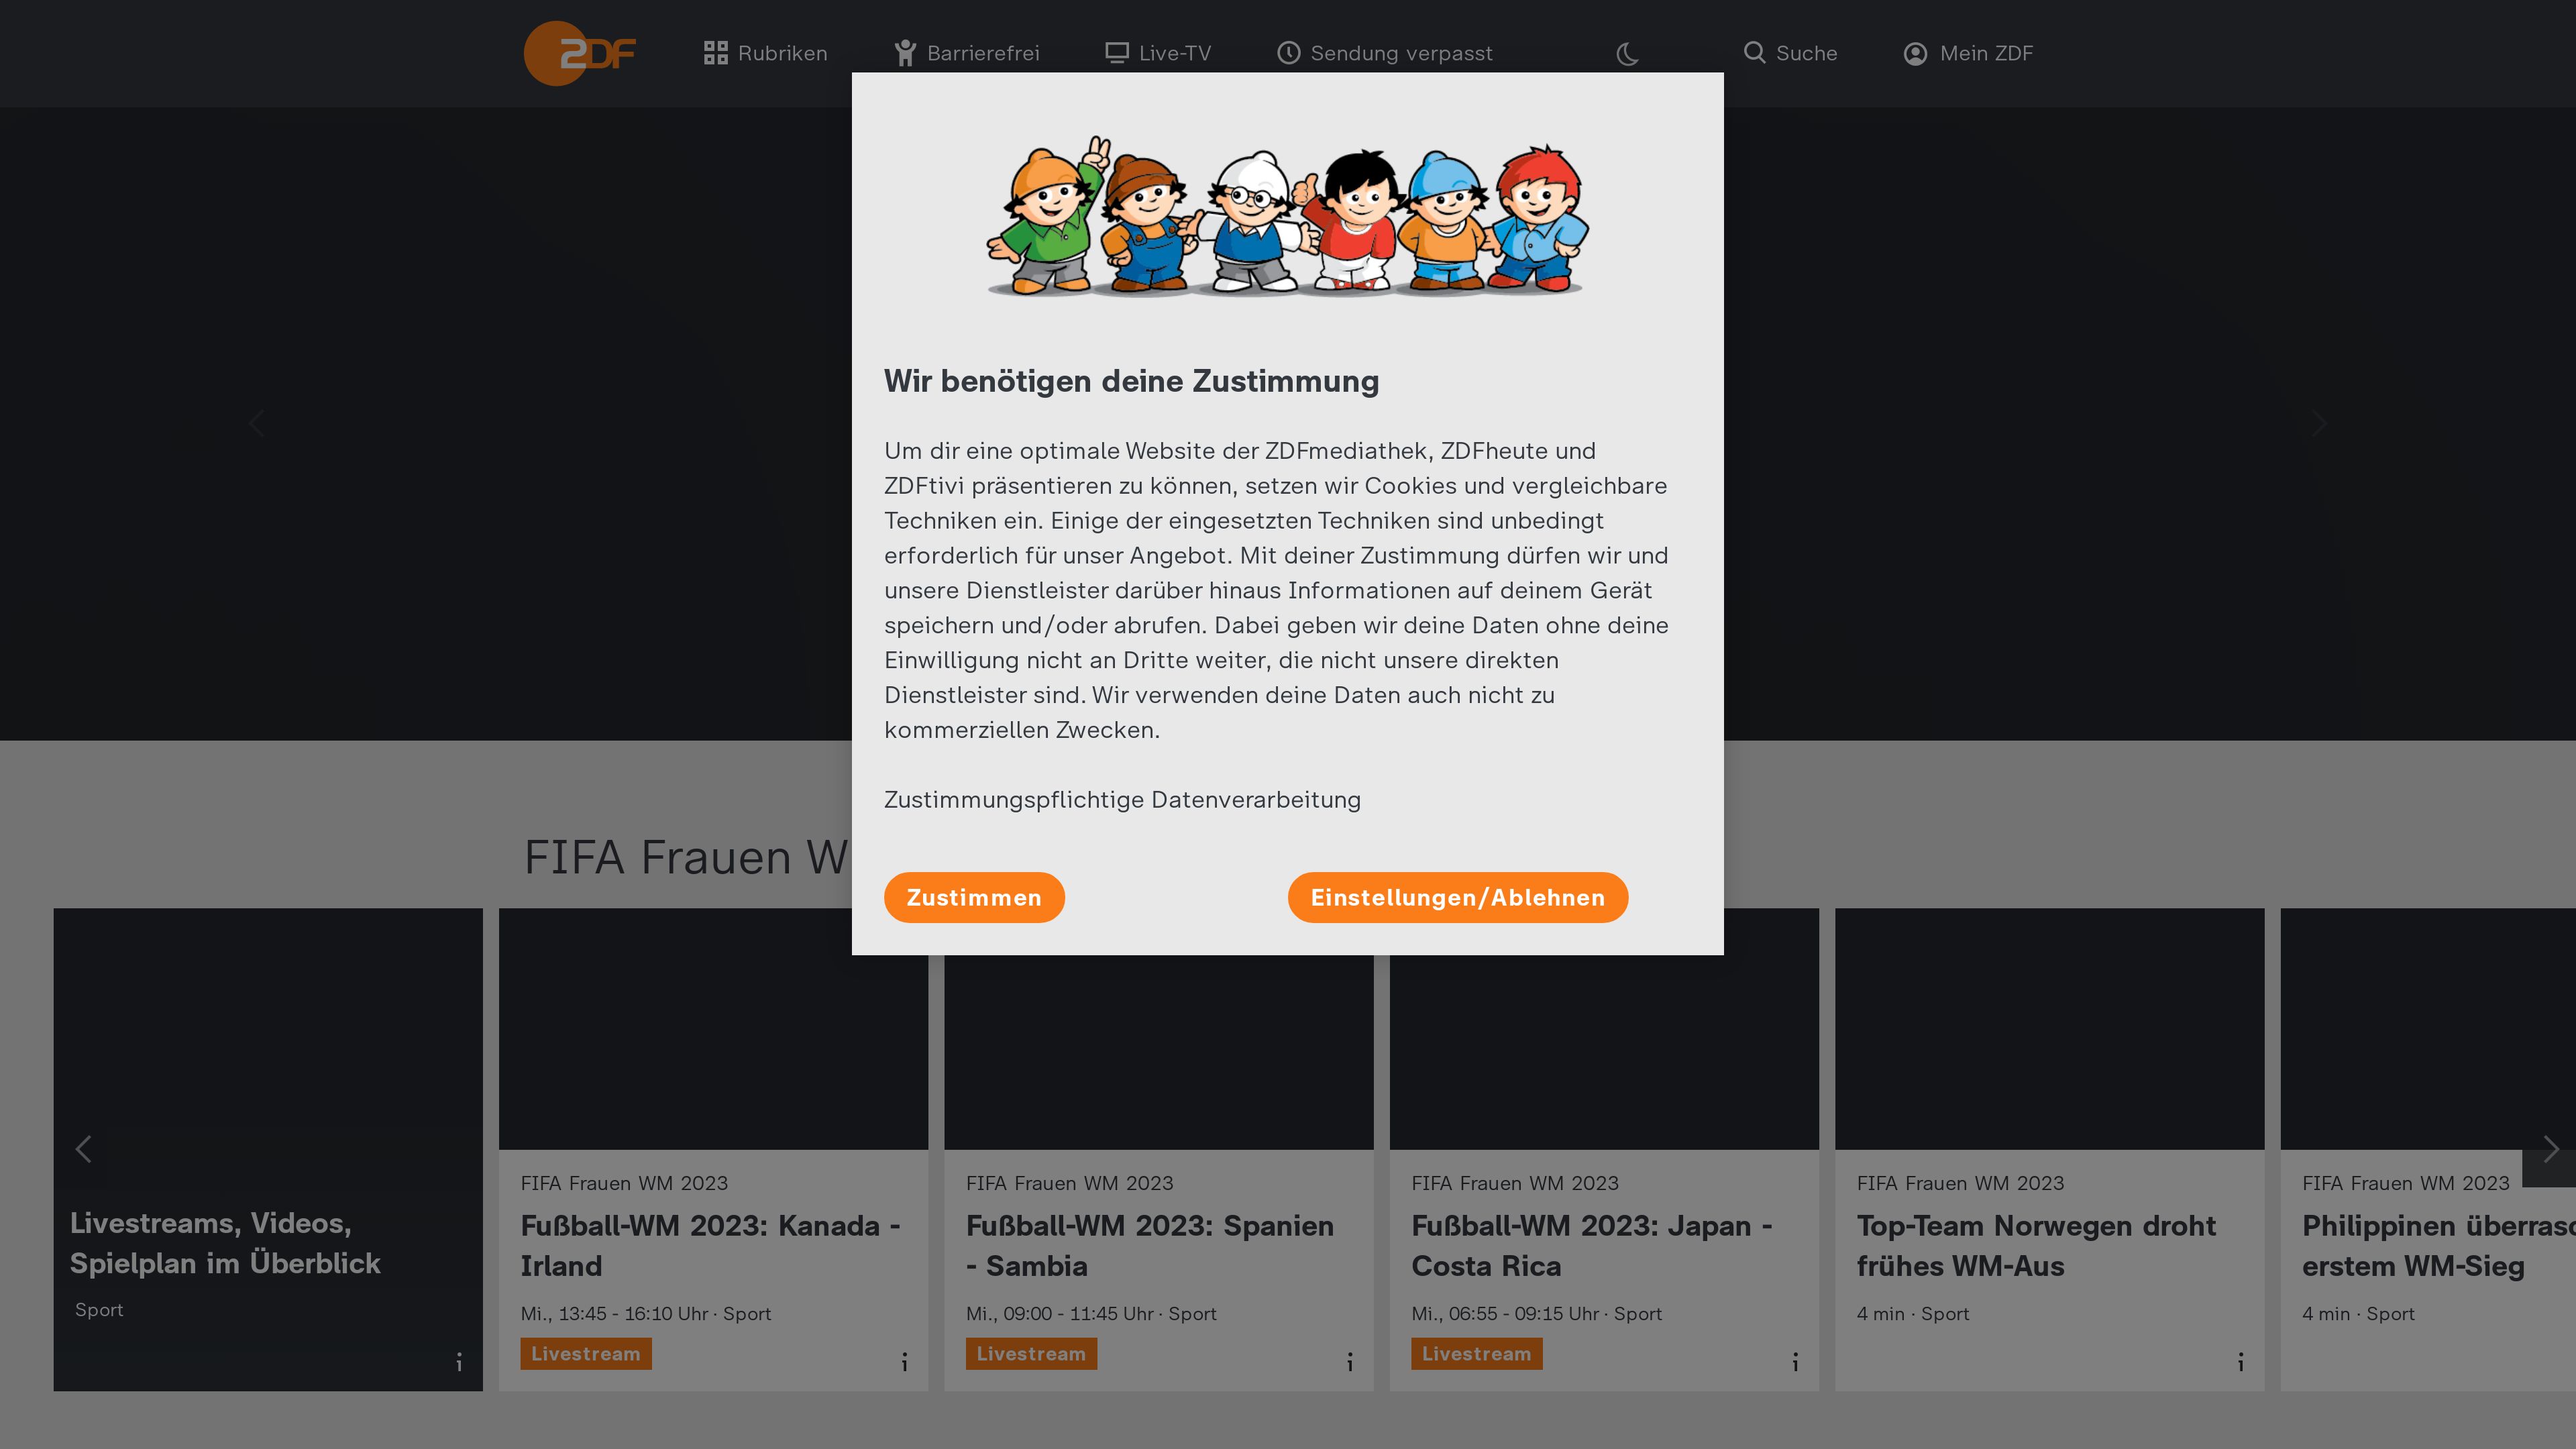 ZDF
Rubriken
Barrierefrei
Live-TV
Sendung verpasst
Suche
Mein ZDF
Wir benötigen deine Zustimmung
Um dir eine optimale Website der ZDFmediathek, ZDFheute und
ZDFtivi präsentieren zu können, setzen wir Cookies und vergleichbare
Techniken ein. Einige der eingesetzten Techniken sind unbedingt
erforderlich für unser Angebot. Mit deiner Zustimmung dürfen wir und
unsere Dienstleister darüber hinaus Informationen auf deinem Gerät
speichern und/oder abrufen. Dabei geben wir deine Daten ohne deine
Einwilligung nicht an Dritte weiter, die nicht unsere direkten
Dienstleister sind. Wir verwenden deine Daten auch nicht zu
kommerziellen Zwecken.
Zustimmungspflichtige Datenverarbeitung
Zustimmen
Einstellungen/Ablehnen
FIFA Frauen W
Livestreams, Videos,
Spielplan im Überblick
Sport
FIFA Frauen WM 2023
Fußball-WM 2023: Kanada -
Irland
Mi., 13:45 - 16:10 Uhr · Sport
Livestream
FIFA Frauen WM 2023
Fußball-WM 2023: Spanien
- Sambia
Mi., 09:00 - 11:45 Uhr · Sport
Livestream
FIFA Frauen WM 2023
Fußball-WM 2023: Japan -
Costa Rica
Mi., 06:55 - 09:15 Uhr · Sport
Livestream
FIFA Frauen WM 2023
Top-Team Norwegen droht
frühes WM-Aus
4 min · Sport
FIFA Frauen WM 2023
Philippinen überrasc
erstem WM-Sieg
4 min · Sport